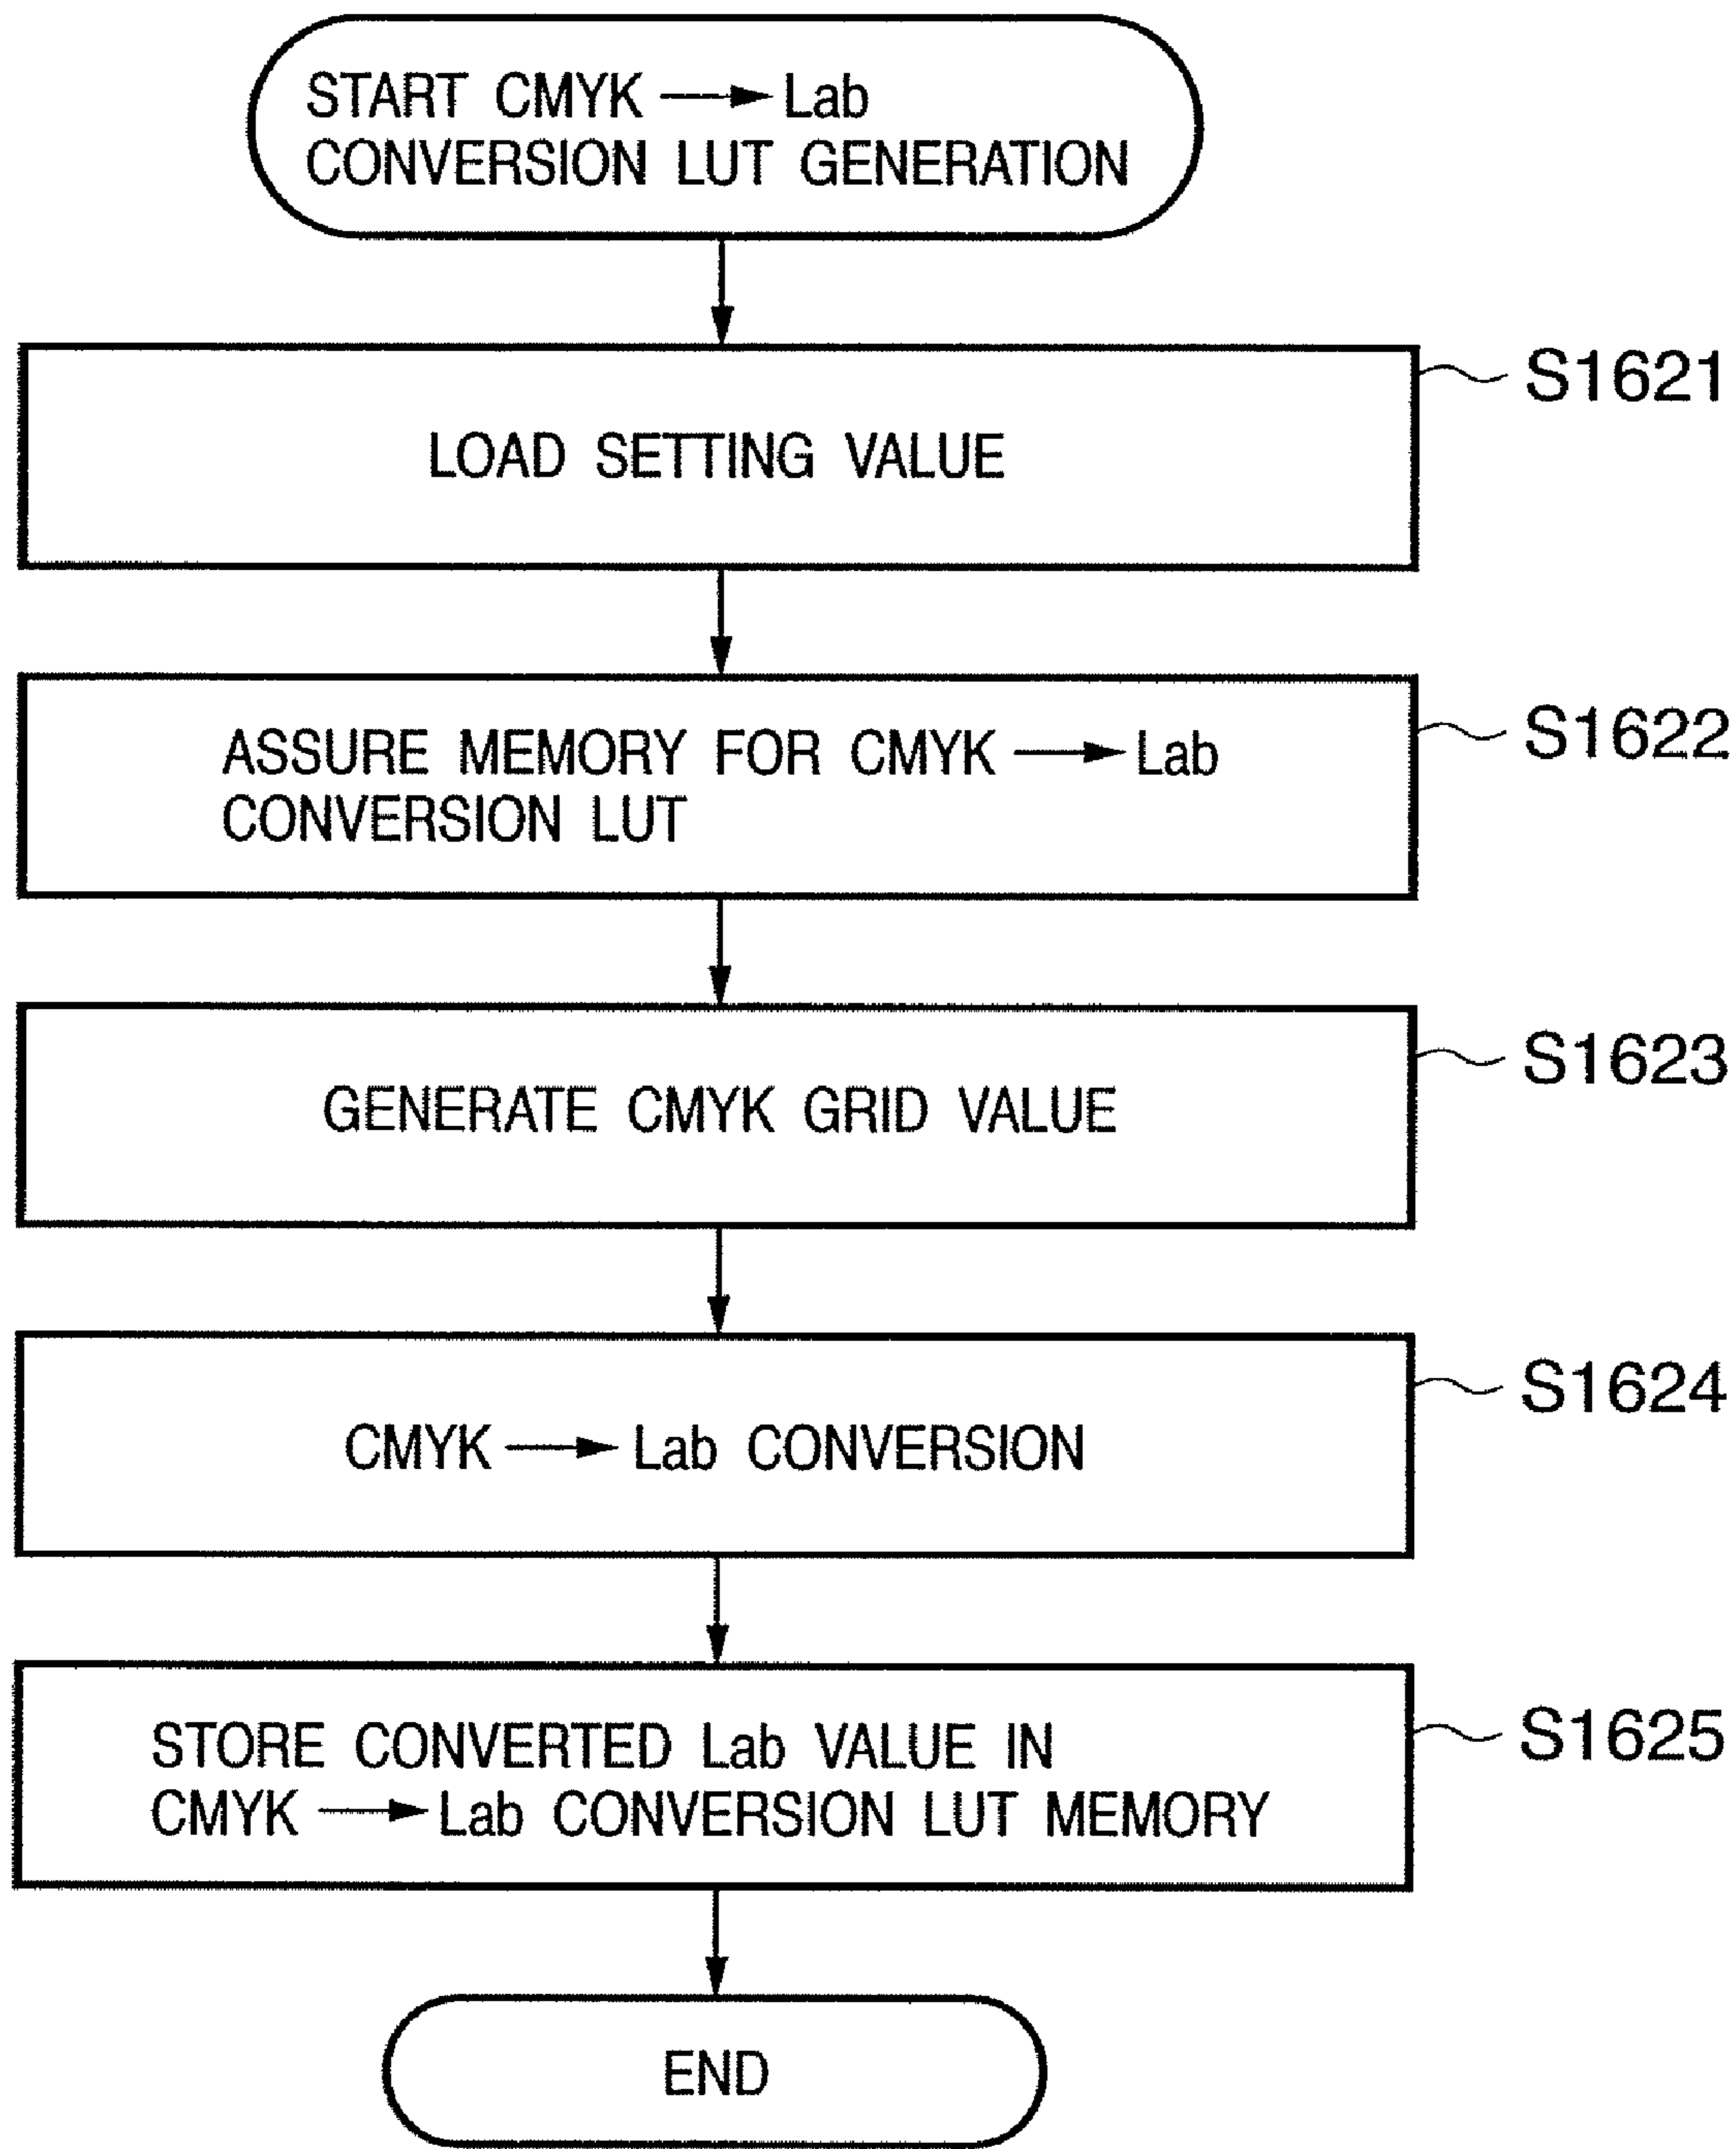 START CMYK → Lab
CONVERSION LUT GENERATION
S1621
LOAD SETTING VALUE
S1622
ASSURE MEMORY FOR CMYK → Lab
CONVERSION LUT
S1623
GENERATE CMYK GRID VALUE
S1624
CMYK → Lab CONVERSION
S1625
STORE CONVERTED Lab VALUE IN
CMYK → Lab CONVERSION LUT MEMORY
END